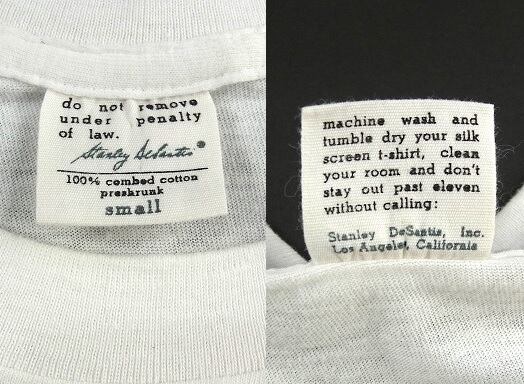 do not remove
under penalty
of law.
Stanley DeSantis®
100% combed cotton
preshrunk
small
machine wash and
tumble dry your silk
screen t-shirt, clean
your room and don't
stay out past eleven
without calling:
Stanley DeSantis, Inc.
Los Angeles, California